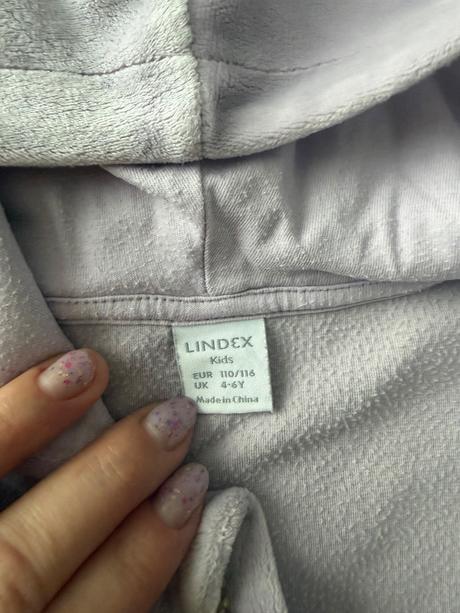 LINDEX
Kids
EUR 110/116
UK 4-6Y
Made in China